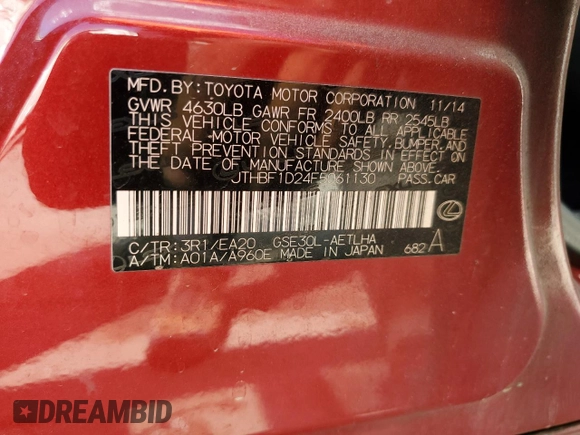 MFD. BY: TOYOTA MOTOR CORPORATION 11/14
GVWR 4630LB GAWR FR 2400LB RR 2545LB
THIS VEHICLE CONFORMS TO ALL APPLICABLE
FEDERAL MOTOR VEHICLE SAFETY, BUMPER, AND
THEFT PREVENTION STANDARDS IN EFFECT ON
THE DATE OF MANUFACTURE SHOWN ABOVE.
JTHBF1D24F5061130 PASS. CAR
C/TR: 3R1/EA20 GSE30L-AETLHA
A/TM: A01A/A960E MADE IN JAPAN 682 A
DREAMBID